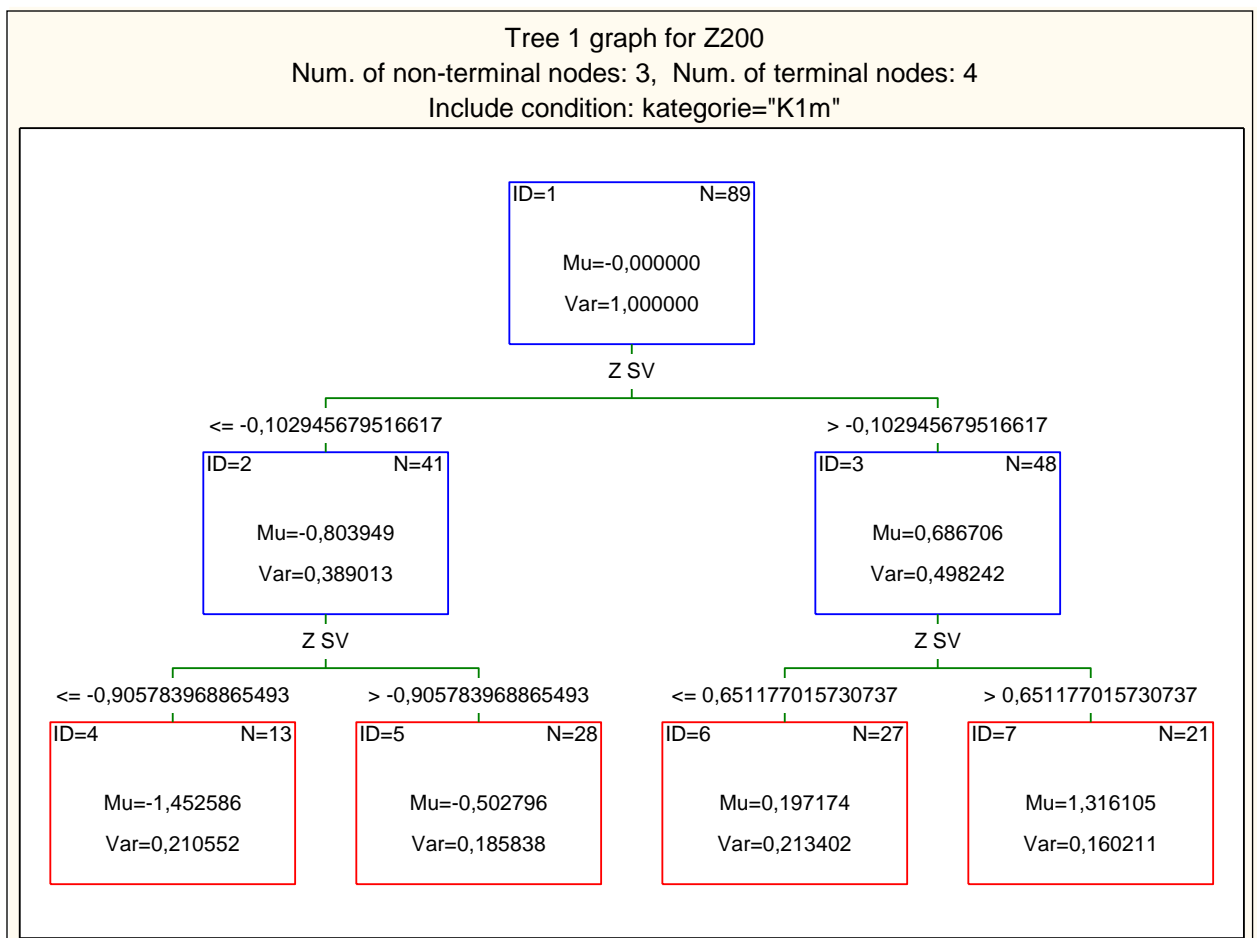 Tree 1 graph for Z200
Num. of non-terminal nodes: 3,  Num. of terminal nodes: 4
Include condition: kategorie="K1m"
ID=1 N=89
Mu=-0,000000
Var=1,000000
Z SV
<= -0,102945679516617 > -0,102945679516617
ID=2 N=41 ID=3 N=48
Mu=-0,803949 Mu=0,686706
Var=0,389013 Var=0,498242
Z SV Z SV
<= -0,905783968865493 > -0,905783968865493 <= 0,651177015730737 > 0,651177015730737
ID=4 N=13 ID=5 N=28 ID=6 N=27 ID=7 N=21
Mu=-1,452586 Mu=-0,502796 Mu=0,197174 Mu=1,316105
Var=0,210552 Var=0,185838 Var=0,213402 Var=0,160211